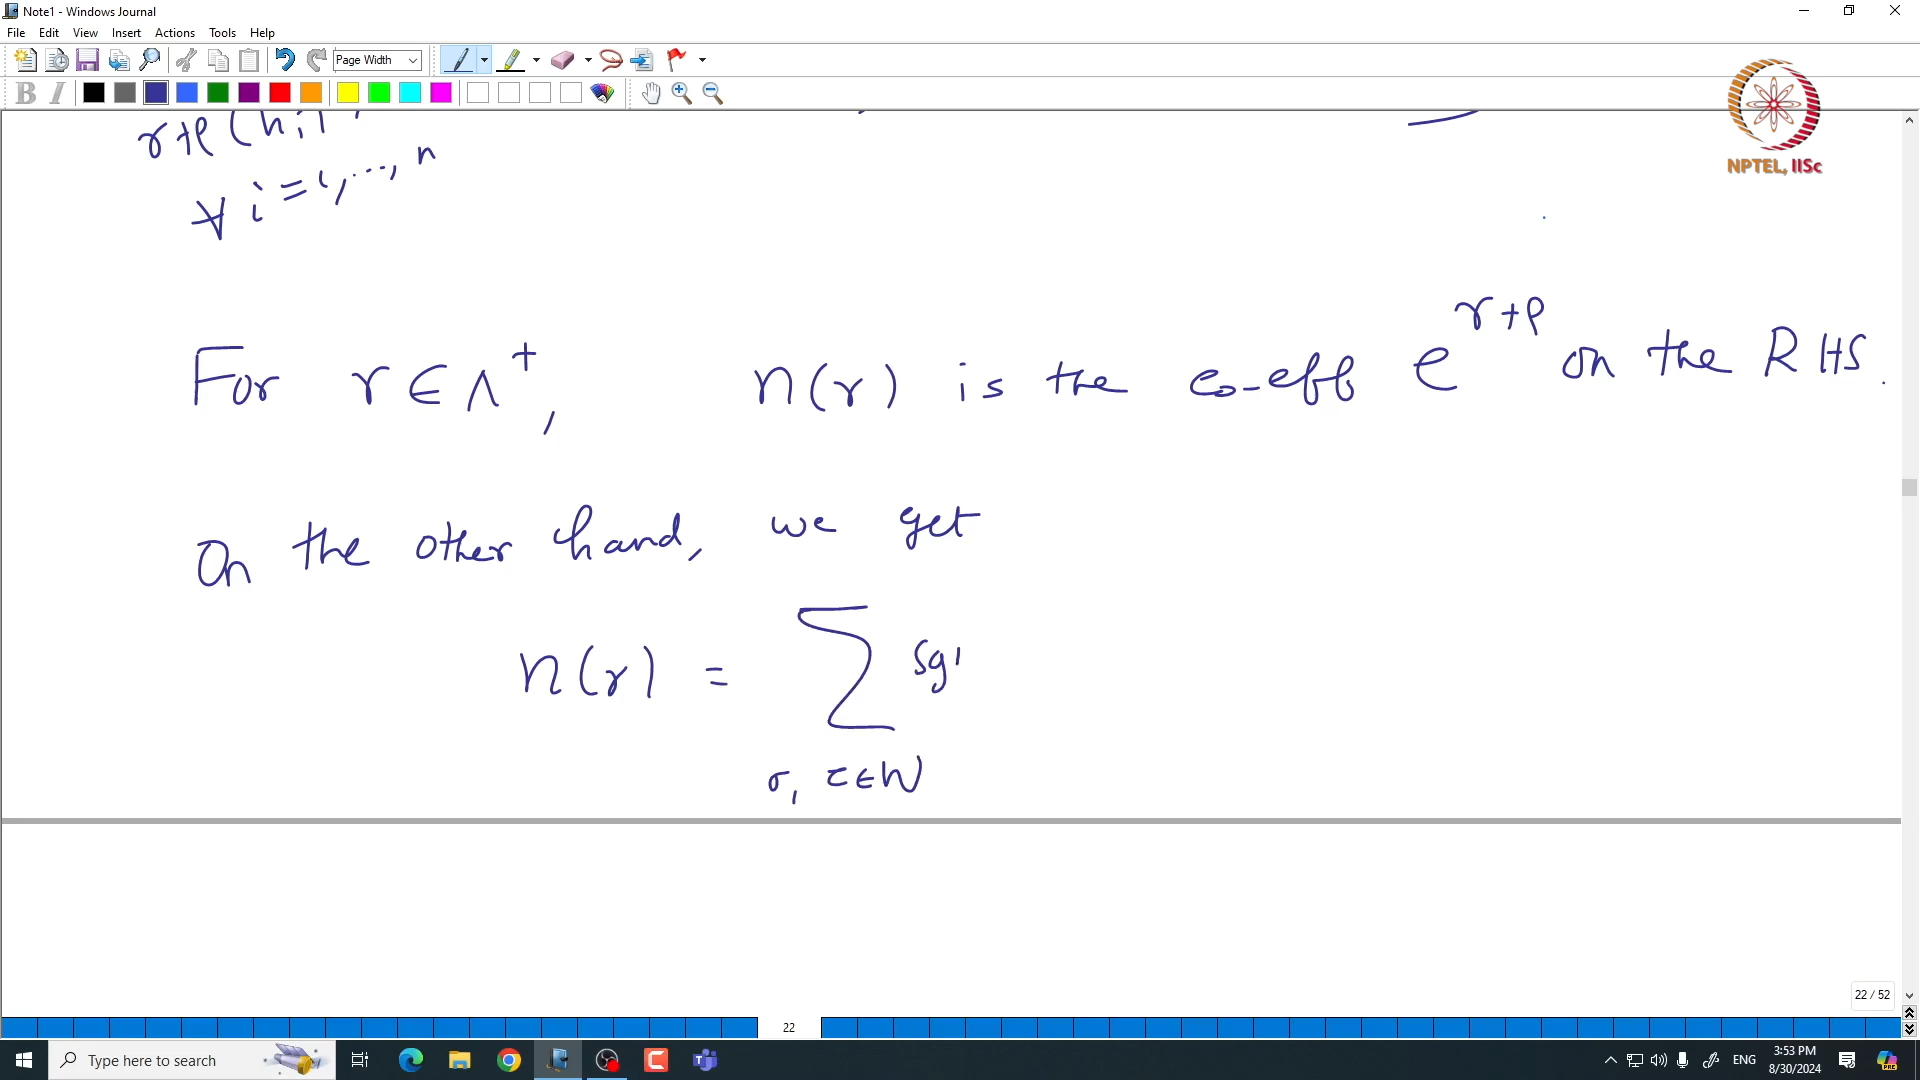 Note1 - Windows Journal
File Edit View Insert Actions Tools Help
Page Width
B I
NPTEL, IISc
∀ i = 1, ..., n
For r ∈ Λ⁺, n(r) is the co-eff e^{r+ρ} on the RHS.
On the other hand, we get
n(r) = ∑ sg
σ, τ ∈ W
22 / 52
22
Type here to search
ENG
3:53 PM
8/30/2024